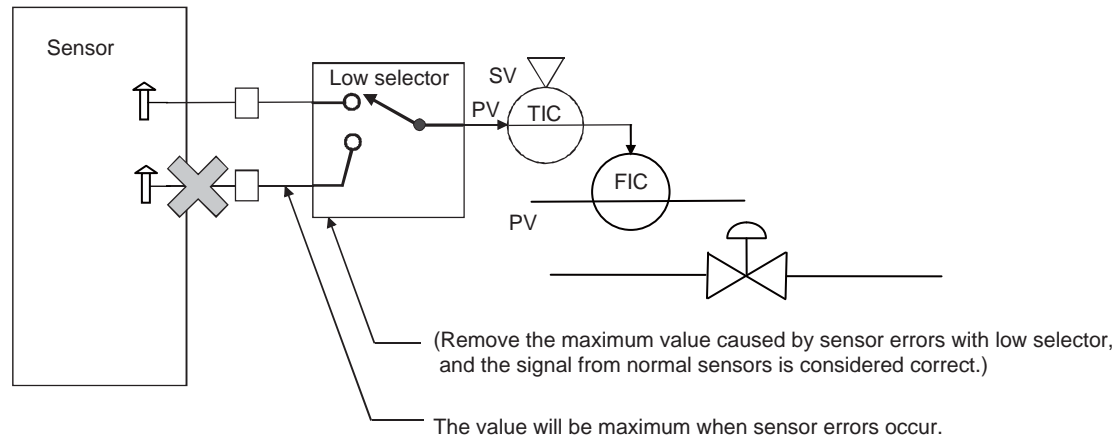 Sensor
Low selector
SV
PV
TIC
FIC
PV
(Remove the maximum value caused by sensor errors with low selector,
and the signal from normal sensors is considered correct.)
The value will be maximum when sensor errors occur.